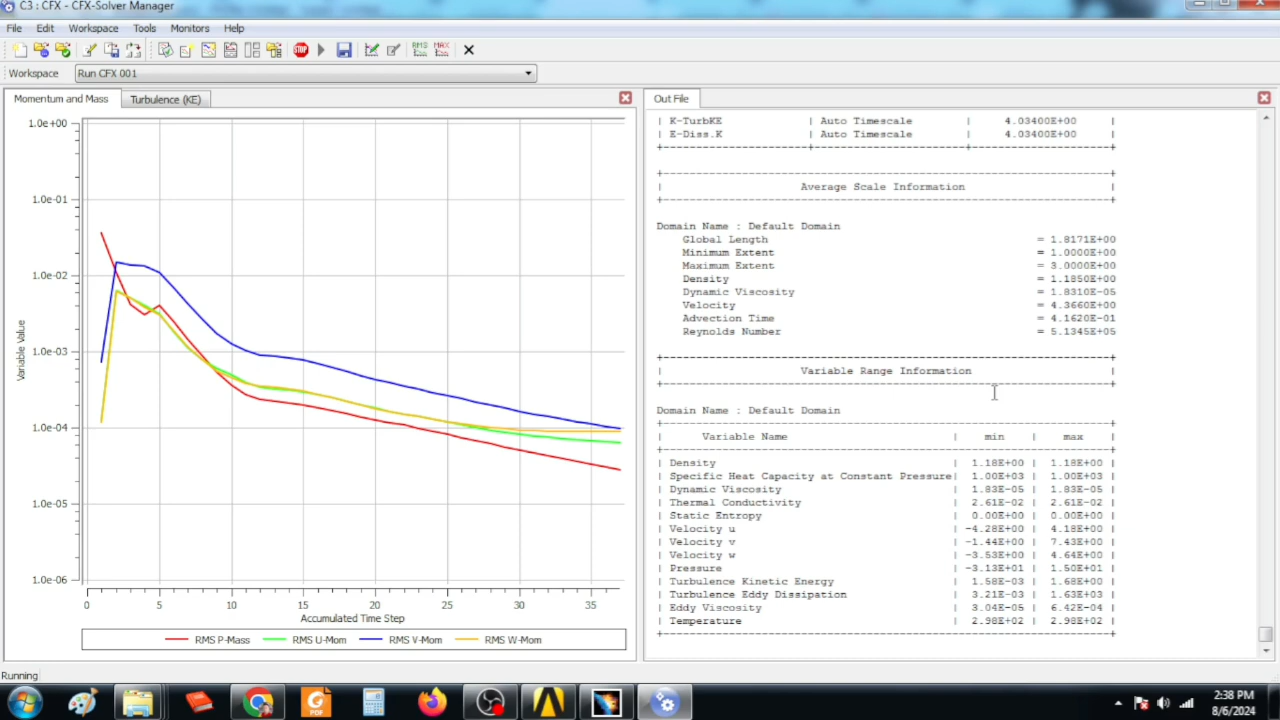 C3 : CFX - CFX-Solver Manager
File Edit Workspace Tools Monitors Help
STOP RMS MAX
Workspace Run CFX 001
Momentum and Mass Turbulence (KE)
1.0e+00
1.0e-01
1.0e-02
1.0e-03
1.0e-04
1.0e-05
1.0e-06
Variable Value
0 5 10 15 20 25 30 35
Accumulated Time Step
RMS P-Mass RMS U-Mom RMS V-Mom RMS W-Mom
Out File
| K-TurbKE | Auto Timescale | 4.03400E+00 |
| E-Diss.K | Auto Timescale | 4.03400E+00 |
+----------------------+----------------------+--------------------+
+--------------------------------------------------------------------+
| Average Scale Information |
+--------------------------------------------------------------------+
Domain Name : Default Domain
Global Length = 1.8171E+00
Minimum Extent = 1.0000E+00
Maximum Extent = 3.0000E+00
Density = 1.1850E+00
Dynamic Viscosity = 1.8310E-05
Velocity = 4.3660E+00
Advection Time = 4.1620E-01
Reynolds Number = 5.1345E+05
+--------------------------------------------------------------------+
| Variable Range Information |
+--------------------------------------------------------------------+
Domain Name : Default Domain
+--------------------------------------------------------------------+
| Variable Name | min | max |
+--------------------------------------------------------------------+
| Density | 1.18E+00 | 1.18E+00 |
| Specific Heat Capacity at Constant Pressure| 1.00E+03 | 1.00E+03 |
| Dynamic Viscosity | 1.83E-05 | 1.83E-05 |
| Thermal Conductivity | 2.61E-02 | 2.61E-02 |
| Static Entropy | 0.00E+00 | 0.00E+00 |
| Velocity u | -4.28E+00 | 4.18E+00 |
| Velocity v | -1.44E+00 | 7.43E+00 |
| Velocity w | -3.53E+00 | 4.64E+00 |
| Pressure | -3.13E+01 | 1.50E+01 |
| Turbulence Kinetic Energy | 1.58E-03 | 1.68E+00 |
| Turbulence Eddy Dissipation | 3.21E-03 | 1.63E+03 |
| Eddy Viscosity | 3.04E-05 | 6.42E-04 |
| Temperature | 2.98E+02 | 2.98E+02 |
+--------------------------------------------------------------------+
Running
PDF
2:38 PM
8/6/2024